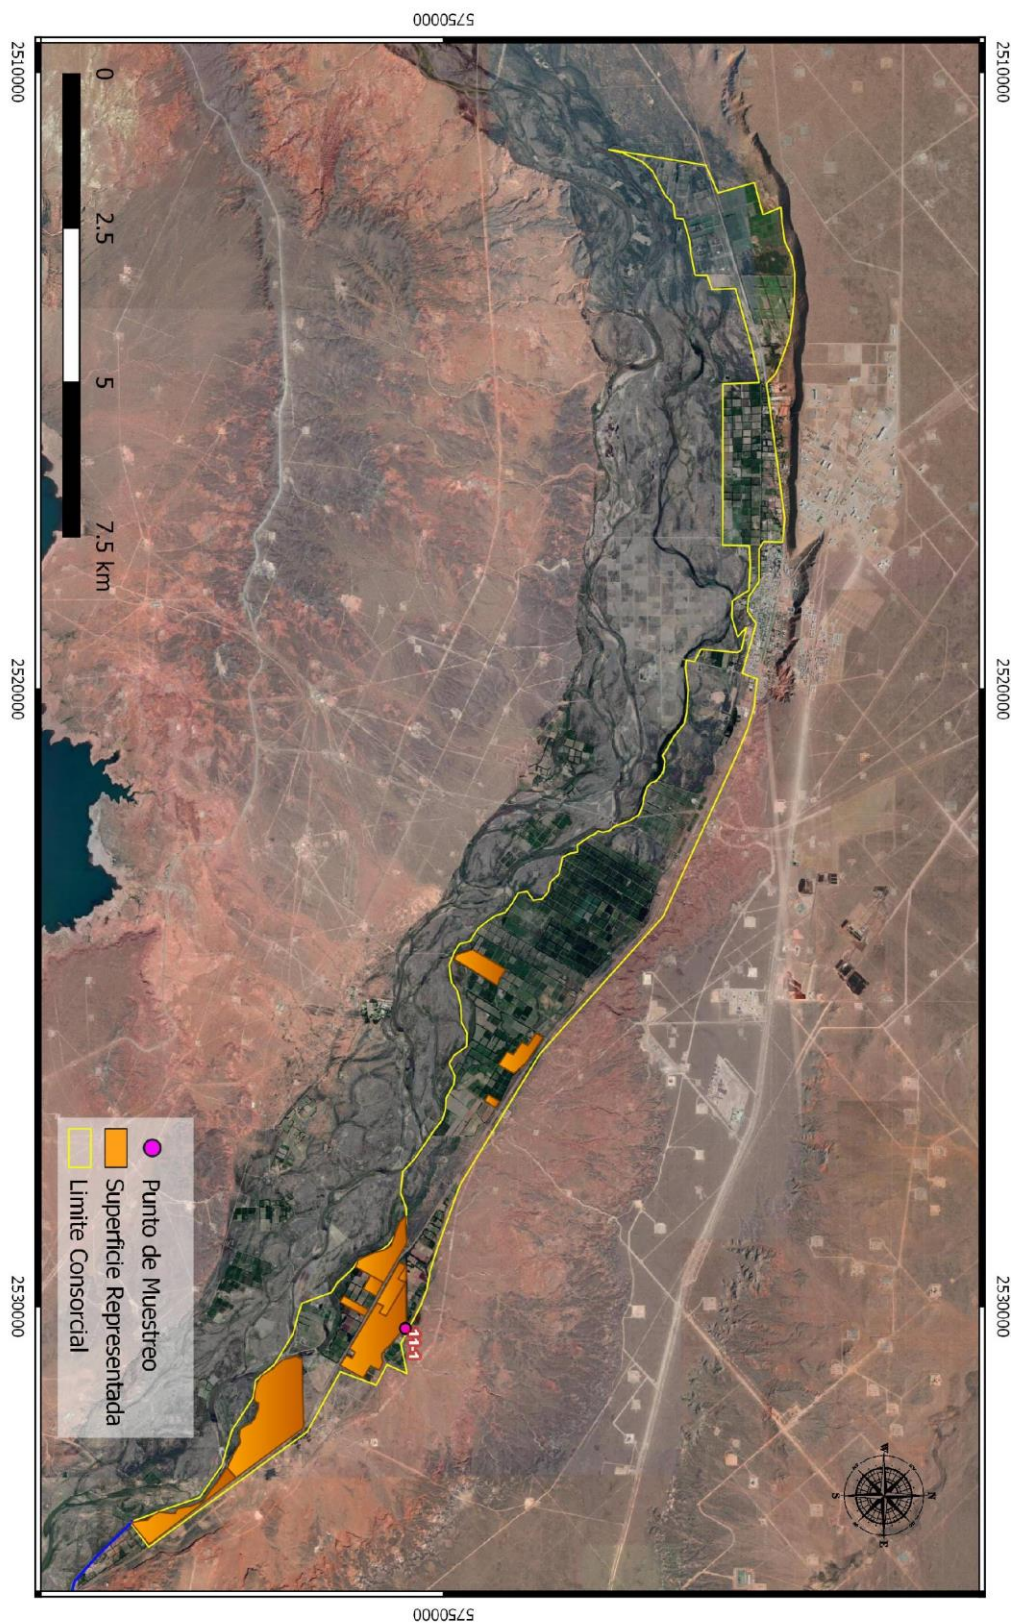 5750000
2510000
2520000
2530000
0 2.5 5 7.5 km
11-1
Punto de Muestreo
Superficie Representada
Limite Consorcial
N
W
E
S
2510000
2520000
2530000
5750000